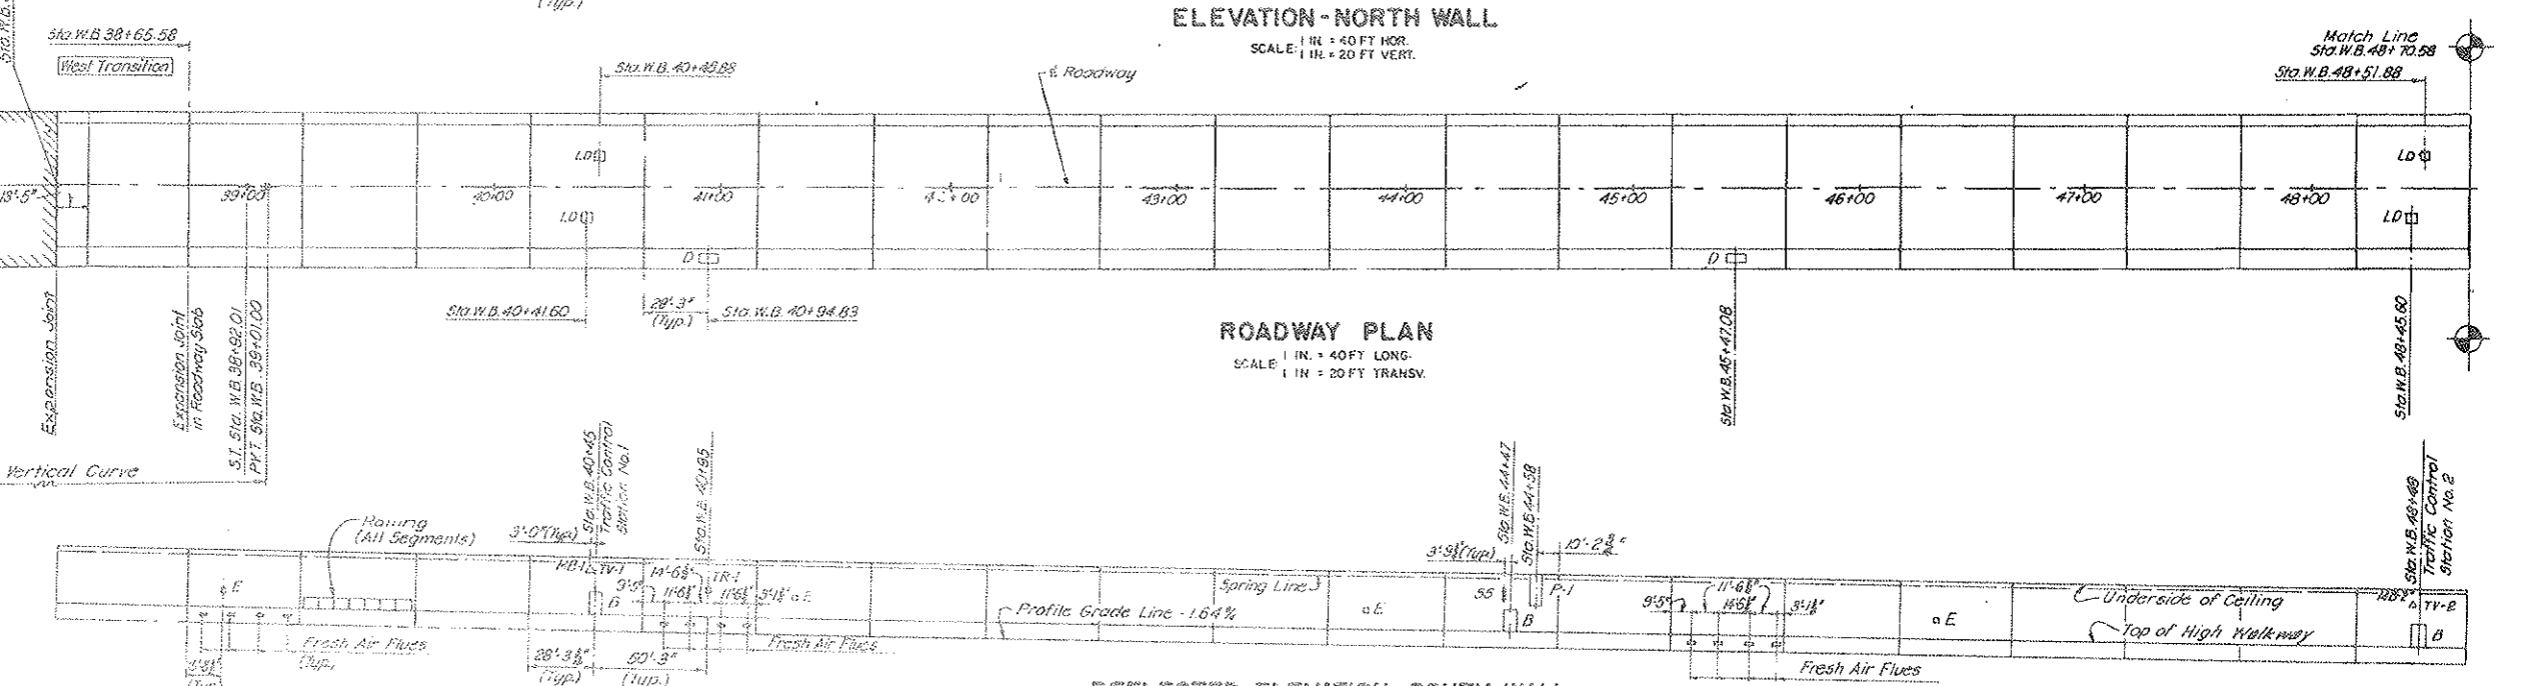 (Typ.)
ELEVATION - NORTH WALL
SCALE: 1 IN. = 40 FT HOR.
1 IN. = 20 FT VERT.
Sta. W.B. 38+65.58
West Transition
Sta. W.B. 40+48.88
℄ Roadway
Match Line
Sta. W.B. 48+70.58
Sta. W.B. 48+51.88
LD
LD
13'-5"
39+00
40+00
41+00
43+00
44+00
45+00
46+00
47+00
48+00
LD
LD
D
D
Sta. W.B. 40+41.60
28'-3"
(Typ.)
Sta. W.B. 40+94.83
Expansion Joint
Expansion Joint
in Roadway Slab
S.T. Sta. W.B. 38+92.01
P.V.T. Sta. W.B. 39+01.00
ROADWAY PLAN
SCALE: 1 IN. = 40 FT LONG.
1 IN. = 20 FT TRANSV.
Sta. W.B. 45+47.08
Sta. W.B. 48+45.60
Vertical Curve
Sta. W.B. 40+45
Traffic Control
Station No. 1
Sta. W.B. 40+95
Sta. W.B. 44+47
Sta. W.B. 44+58
Sta. W.B. 48+48
Traffic Control
Station No. 2
Railing
(All Segments)
3'-0" (Typ.)
(Typ.)
E
TV-1
TR-1
9'-5"
B
E
Spring Line
Profile Grade Line -1.64%
E
SS
P-1
B
9'-5"
E
Underside of Ceiling
Top of High Walkway
TV-2
B
Fresh Air Flues
(Typ.)
Fresh Air Flues
(Typ.)
50'-3"
(Typ.)
Fresh Air Flues